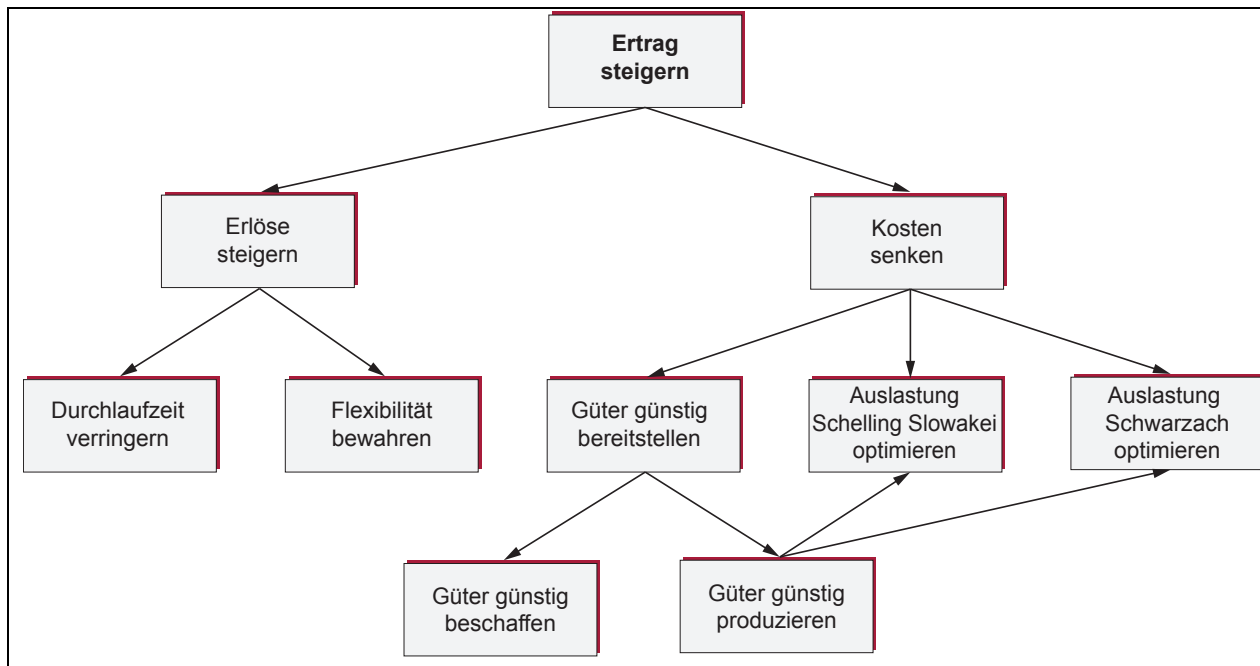 Ertrag
steigern
Erlöse
steigern
Kosten
senken
Durchlaufzeit
verringern
Flexibilität
bewahren
Güter günstig
bereitstellen
Auslastung
Schelling Slowakei
optimieren
Auslastung
Schwarzach
optimieren
Güter günstig
beschaffen
Güter günstig
produzieren